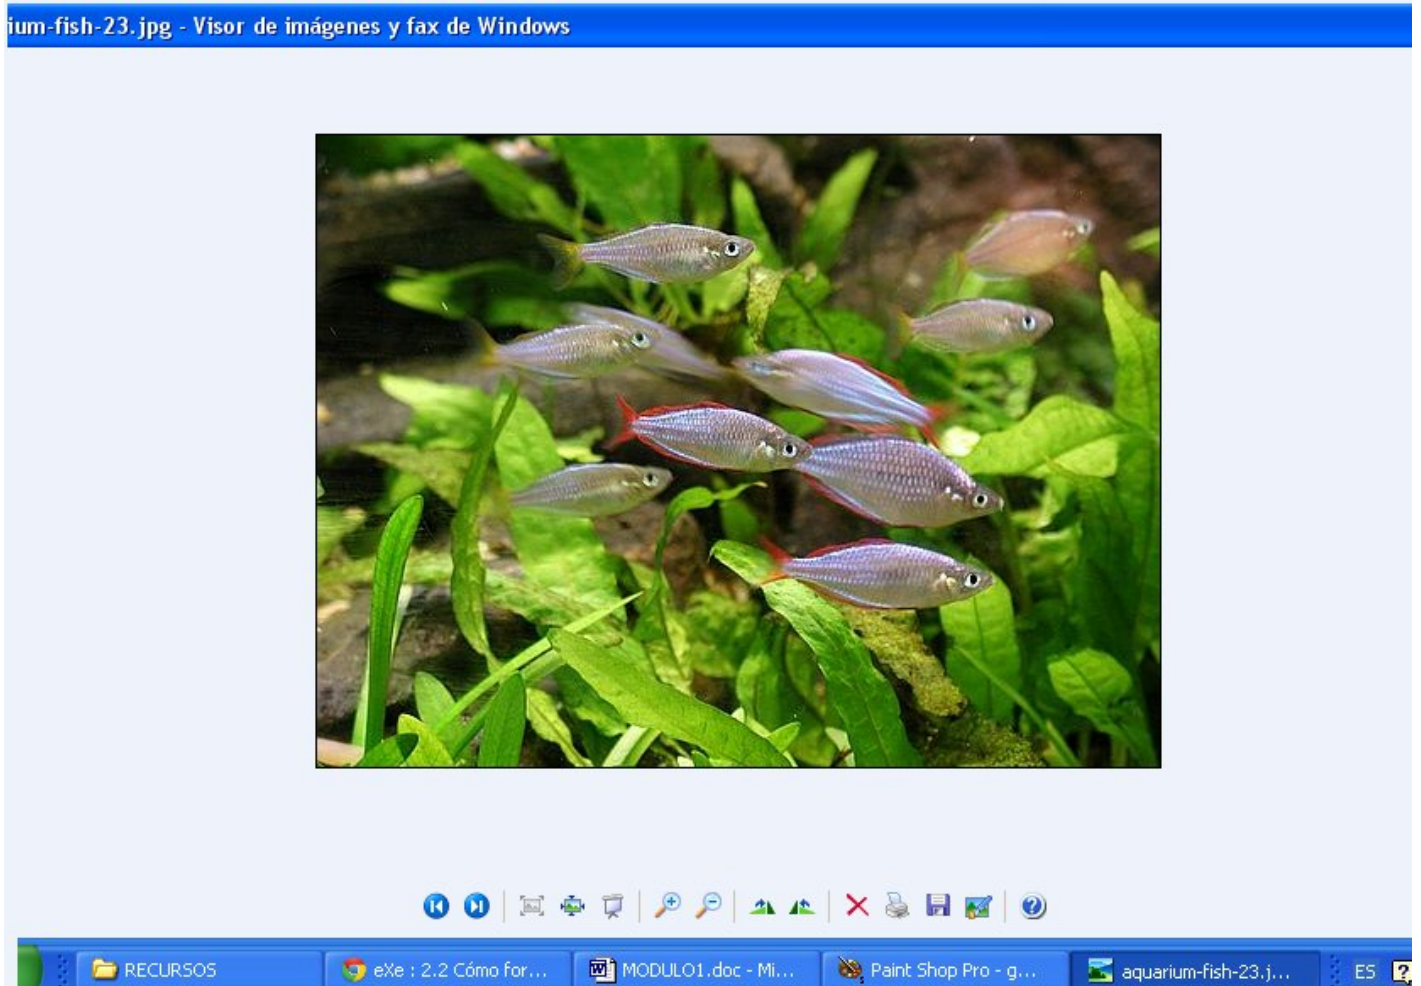 ium-fish-23.jpg - Visor de imágenes y fax de Windows
RECURSOS
eXe : 2.2 Cómo for...
MODULO1.doc - Mi...
Paint Shop Pro - g...
aquarium-fish-23.j...
ES